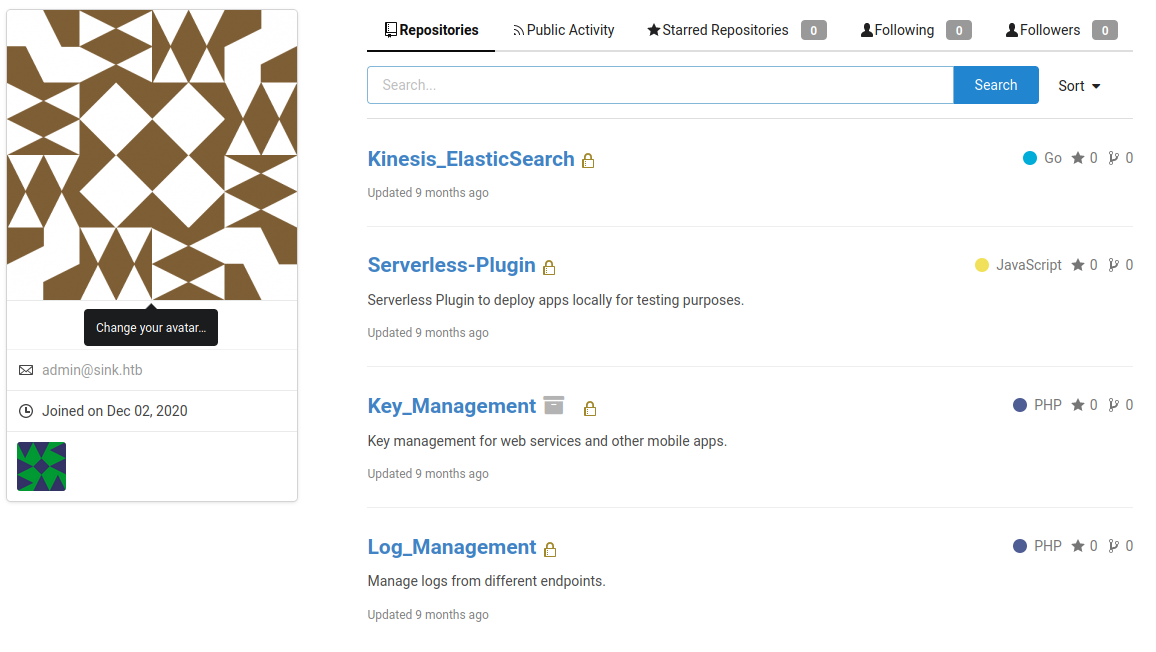 Repositories Public Activity Starred Repositories 0 Following 0 Followers 0
Search... Search Sort
Kinesis_ElasticSearch Go 0 0
Updated 9 months ago
Serverless-Plugin JavaScript 0 0
Serverless Plugin to deploy apps locally for testing purposes.
Updated 9 months ago
Key_Management PHP 0 0
Key management for web services and other mobile apps.
Updated 9 months ago
Log_Management PHP 0 0
Manage logs from different endpoints.
Updated 9 months ago
Change your avatar...
admin@sink.htb
Joined on Dec 02, 2020